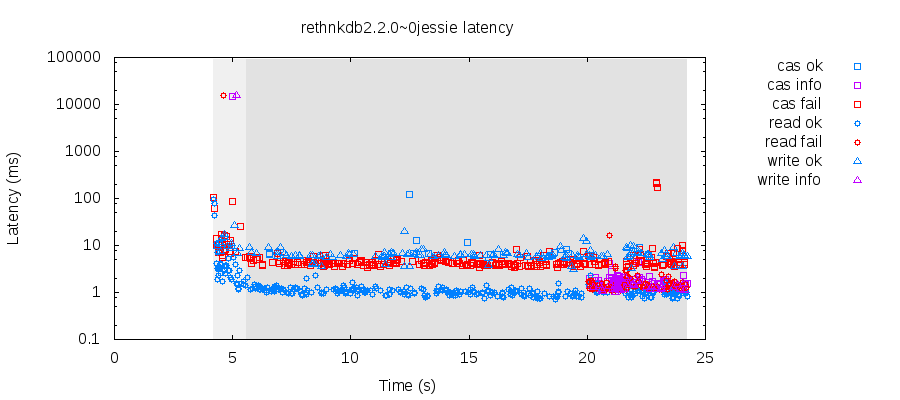 rethnkdb2.2.0~0jessie latency
100000
10000
1000
100
10
1
0.1
0
5
10
15
20
25
Latency (ms)
Time (s)
cas ok
cas info
cas fail
read ok
read fail
write ok
write info